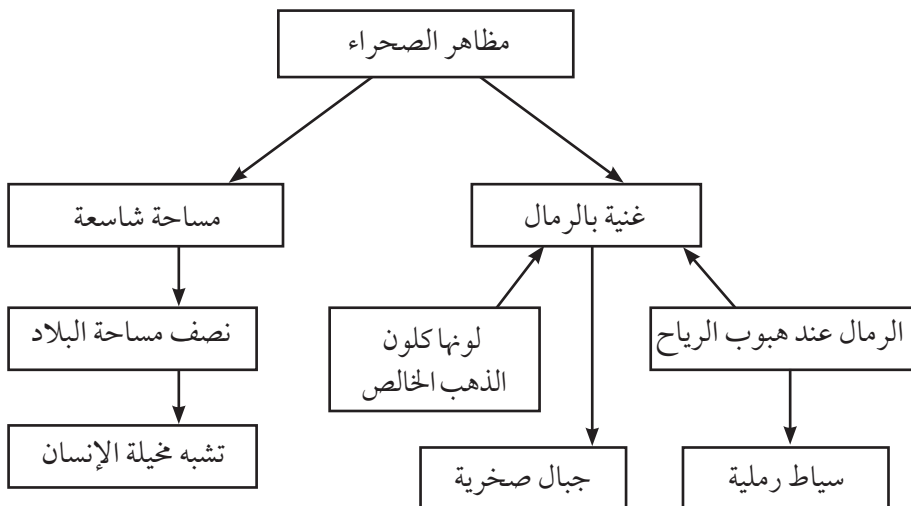 مظاهر الصحراء
غنية بالرمال
مساحة شاسعة
الرمال عند هبوب الرياح
لونها كلون
الذهب الخالص
نصف مساحة البلاد
سياط رملية
جبال صخرية
تشبه مخيلة الإنسان